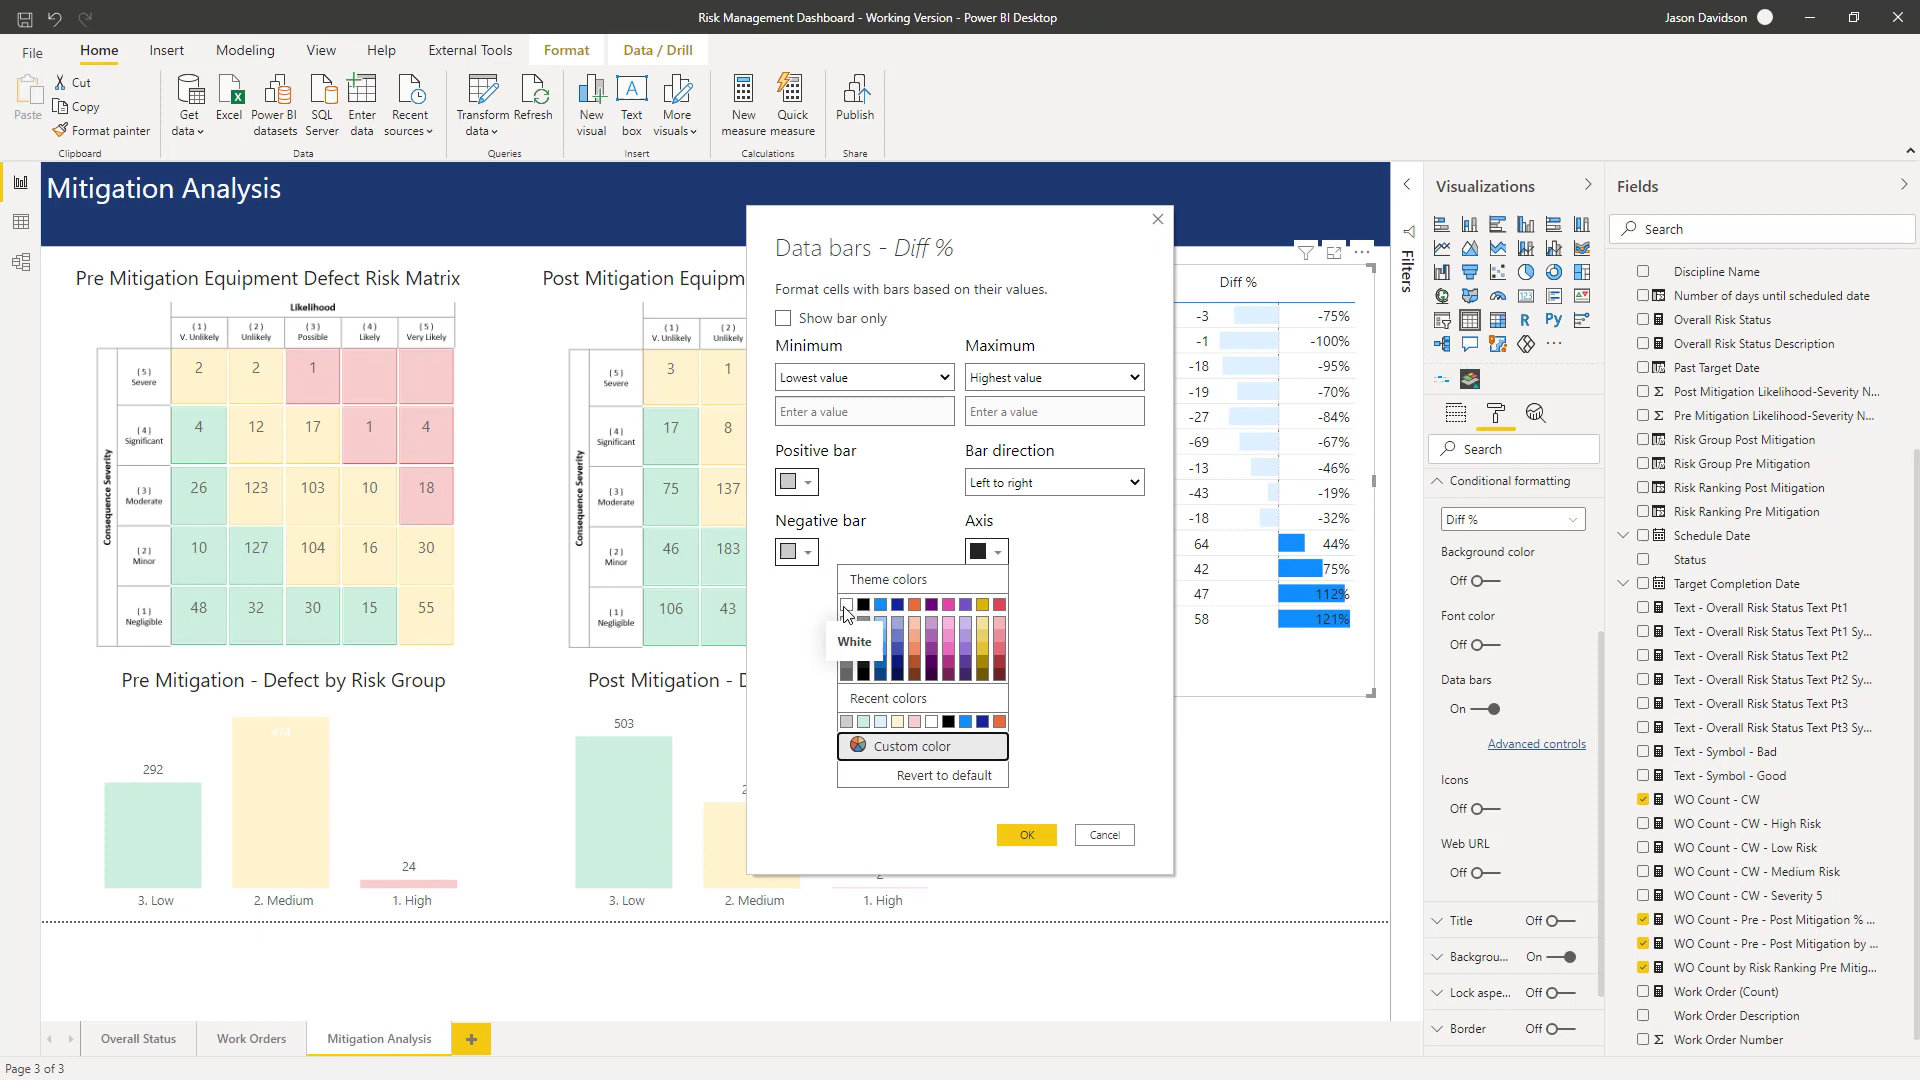 Risk Management Dashboard - Working Version - Power BI Desktop
Jason Davidson
File
Home
Insert
Modeling
View
Help
External Tools
Format
Data / Drill
Paste
Cut
Copy
Format painter
Clipboard
Get data
Excel
Power BI datasets
SQL Server
Enter data
Recent sources
Data
Transform data
Refresh
Queries
New visual
Text box
More visuals
Insert
New measure
Quick measure
Calculations
Publish
Share
Mitigation Analysis
Pre Mitigation Equipment Defect Risk Matrix
Likelihood
( 1 ) V. Unlikely
( 2 ) Unlikely
( 3 ) Possible
( 4 ) Likely
( 5 ) Very Likely
Consequence Severity
( 5 ) Severe
2 2 1
( 4 ) Significant
4 12 17 1 4
( 3 ) Moderate
26 123 103 10 18
( 2 ) Minor
10 127 104 16 30
( 1 ) Negligible
48 32 30 15 55
Post Mitigation Equipm
( 1 ) V. Unlikely
( 2 ) Unlikely
Consequence Severity
( 5 ) Severe
3 1
( 4 ) Significant
17 8
( 3 ) Moderate
75 137
( 2 ) Minor
46 183
( 1 ) Negligible
106 43
Pre Mitigation - Defect by Risk Group
292
474
24
3. Low
2. Medium
1. High
Post Mitigation - D
503
3. Low
2. Medium
1. High
Data bars - Diff %
Format cells with bars based on their values.
Show bar only
Minimum
Maximum
Lowest value
Highest value
Enter a value
Enter a value
Positive bar
Bar direction
Left to right
Negative bar
Axis
Theme colors
White
Recent colors
Custom color
Revert to default
OK
Cancel
Diff %
-3 -75%
-1 -100%
-18 -95%
-19 -70%
-27 -84%
-69 -67%
-13 -46%
-43 -19%
-18 -32%
64 44%
42 75%
47 112%
58 121%
Filters
Visualizations
R
Py
Search
Conditional formatting
Diff %
Background color
Off
Font color
Off
Data bars
On
Advanced controls
Icons
Off
Web URL
Off
Title Off
Backgrou... On
Lock aspe... Off
Border Off
Fields
Search
Discipline Name
Number of days until scheduled date
Overall Risk Status
Overall Risk Status Description
Past Target Date
Post Mitigation Likelihood-Severity N...
Pre Mitigation Likelihood-Severity N...
Risk Group Post Mitigation
Risk Group Pre Mitigation
Risk Ranking Post Mitigation
Risk Ranking Pre Mitigation
Schedule Date
Status
Target Completion Date
Text - Overall Risk Status Text Pt1
Text - Overall Risk Status Text Pt1 Sy...
Text - Overall Risk Status Text Pt2
Text - Overall Risk Status Text Pt2 Sy...
Text - Overall Risk Status Text Pt3
Text - Overall Risk Status Text Pt3 Sy...
Text - Symbol - Bad
Text - Symbol - Good
WO Count - CW
WO Count - CW - High Risk
WO Count - CW - Low Risk
WO Count - CW - Medium Risk
WO Count - CW - Severity 5
WO Count - Pre - Post Mitigation % ...
WO Count - Pre - Post Mitigation by ...
WO Count by Risk Ranking Pre Mitig...
Work Order (Count)
Work Order Description
Work Order Number
Overall Status
Work Orders
Mitigation Analysis
Page 3 of 3